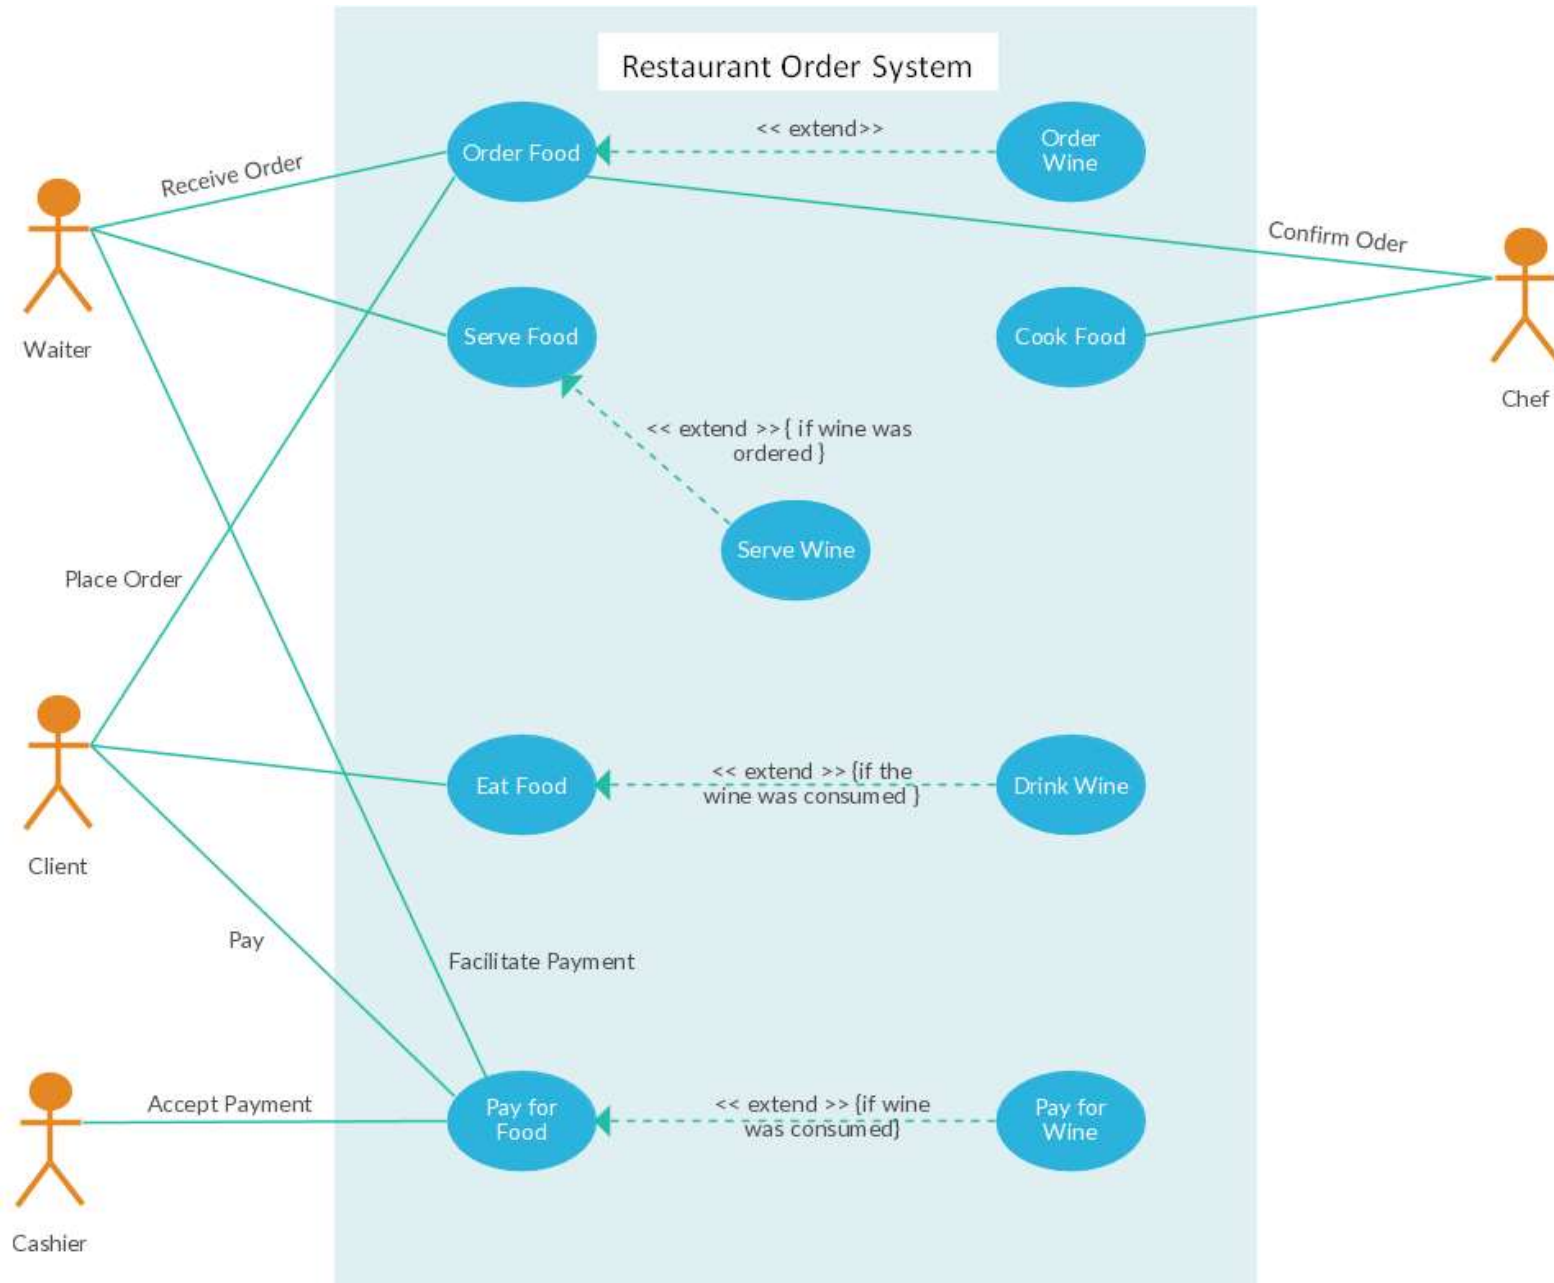 Restaurant Order System
Order Food
<< extend>>
Order
Wine
Receive Order
Waiter
Confirm Oder
Chef
Serve Food
Cook Food
<< extend >>{ if wine was
ordered }
Serve Wine
Place Order
Client
Eat Food
<< extend >> {if the
wine was consumed }
Drink Wine
Pay
Facilitate Payment
Accept Payment
Cashier
Pay for
Food
<< extend >> {if wine
was consumed}
Pay for
Wine